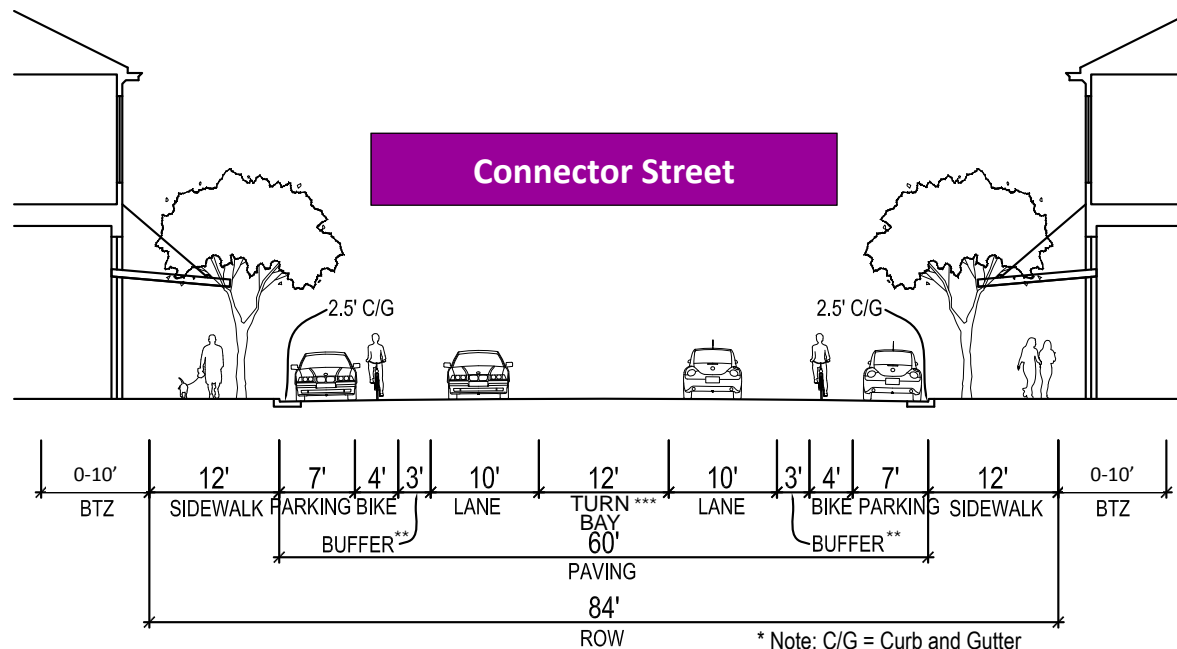 Connector Street
2.5' C/G 2.5' C/G
0-10' 12' 7' 4' 3' 10' 12' 10' 3' 4' 7' 12' 0-10'
BTZ SIDEWALK PARKING BIKE LANE TURN *** LANE BIKE PARKING SIDEWALK BTZ
BAY
BUFFER** BUFFER**
60'
PAVING
84'
ROW
* Note: C/G = Curb and Gutter